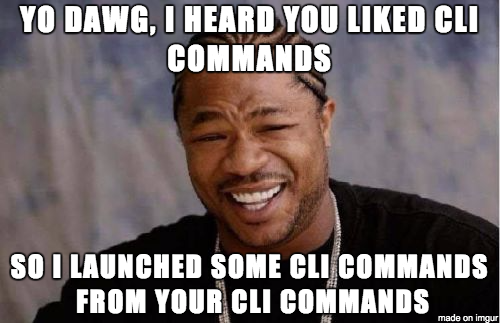 YO DAWG, I HEARD YOU LIKED CLI
COMMANDS
SO I LAUNCHED SOME CLI COMMANDS
FROM YOUR CLI COMMANDS
made on imgur